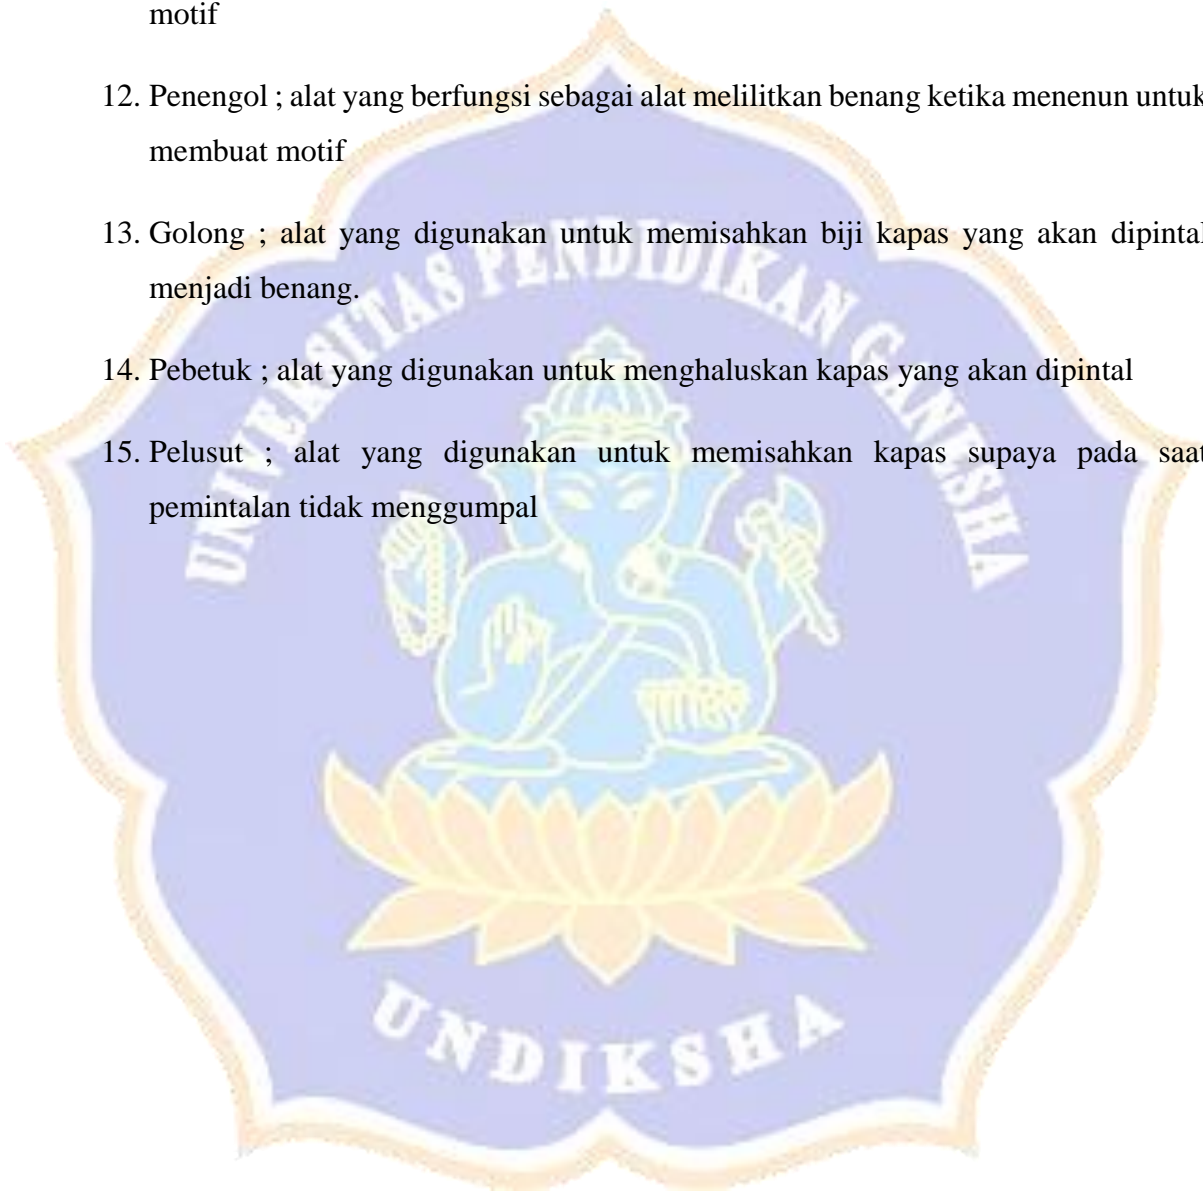 motif
12. Penengol ; alat yang berfungsi sebagai alat melilitkan benang ketika menenun untuk
membuat motif
13. Golong ; alat yang digunakan untuk memisahkan biji kapas yang akan dipintal
menjadi benang.
14. Pebetuk ; alat yang digunakan untuk menghaluskan kapas yang akan dipintal
15. Pelusut ; alat yang digunakan untuk memisahkan kapas supaya pada saat
pemintalan tidak menggumpal
UNIVERSITAS PENDIDIKAN GANESHA
UNDIKSHA